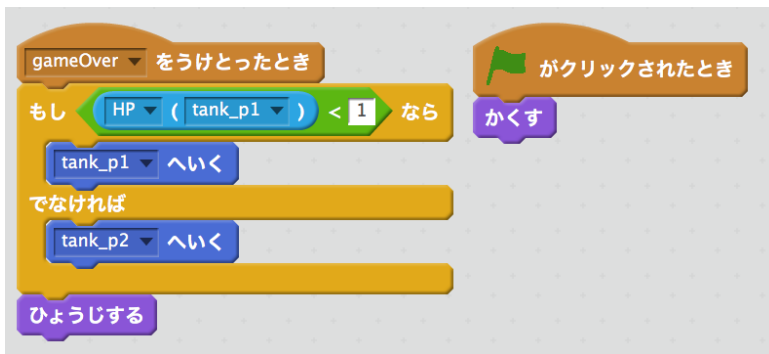 gameOver をうけとったとき
もし HP ( tank_p1 ) < 1 なら
tank_p1 へいく
でなければ
tank_p2 へいく
ひょうじする
がクリックされたとき
かくす